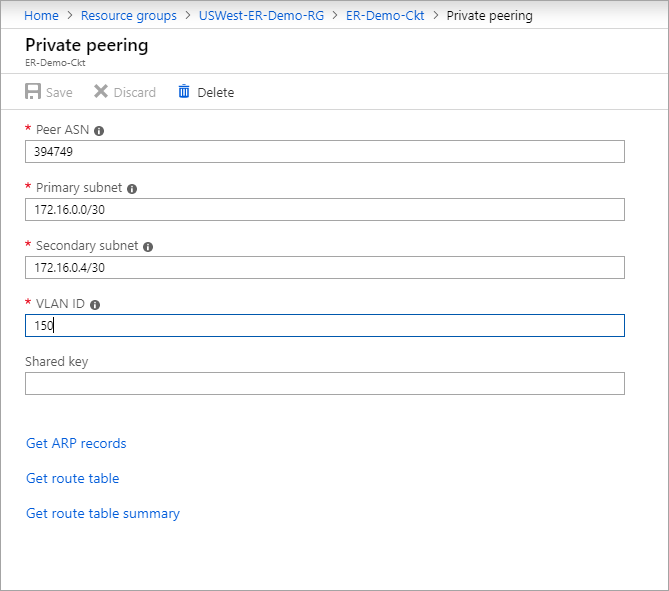 Home > Resource groups > USWest-ER-Demo-RG > ER-Demo-Ckt > Private peering
Private peering
ER-Demo-Ckt
Save Discard Delete
* Peer ASN
394749
* Primary subnet
172.16.0.0/30
* Secondary subnet
172.16.0.4/30
* VLAN ID
150
Shared key
Get ARP records
Get route table
Get route table summary